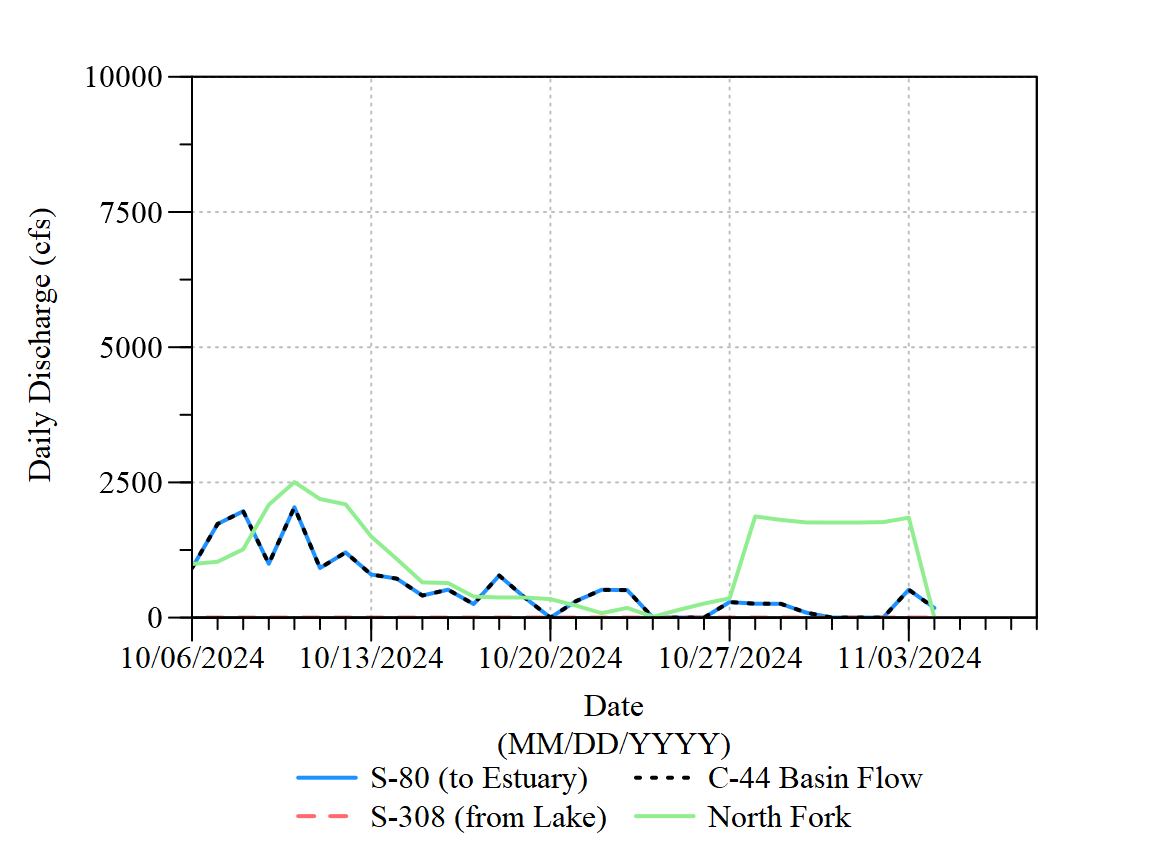 10000
7500
5000
2500
0
Daily Discharge (cfs)
10/06/2024 10/13/2024 10/20/2024 10/27/2024 11/03/2024
Date
(MM/DD/YYYY)
S-80 (to Estuary) C-44 Basin Flow
S-308 (from Lake) North Fork